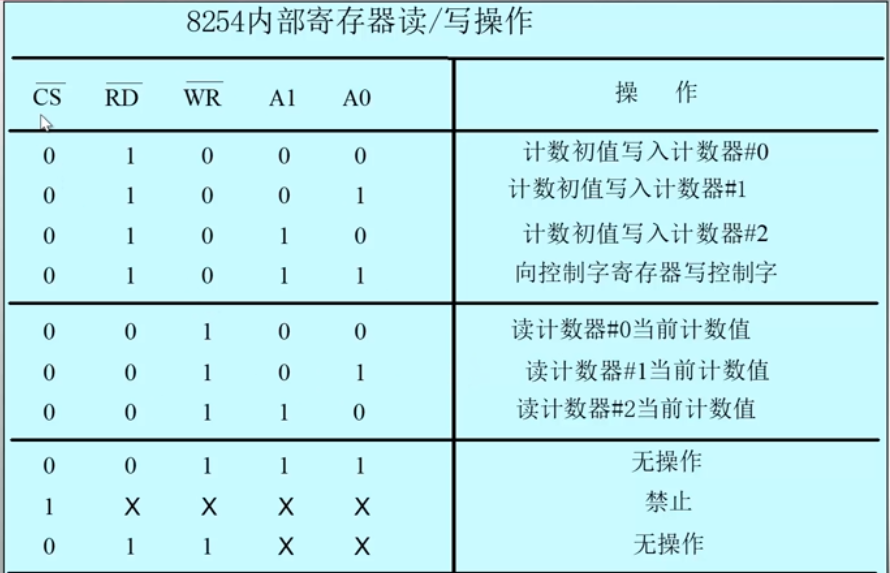 8254内部寄存器读/写操作
CS RD WR A1 A0 操 作
0 1 0 0 0 计数初值写入计数器#0
0 1 0 0 1 计数初值写入计数器#1
0 1 0 1 0 计数初值写入计数器#2
0 1 0 1 1 向控制字寄存器写控制字
0 0 1 0 0 读计数器#0当前计数值
0 0 1 0 1 读计数器#1当前计数值
0 0 1 1 0 读计数器#2当前计数值
0 0 1 1 1 无操作
1 X X X X 禁止
0 1 1 X X 无操作